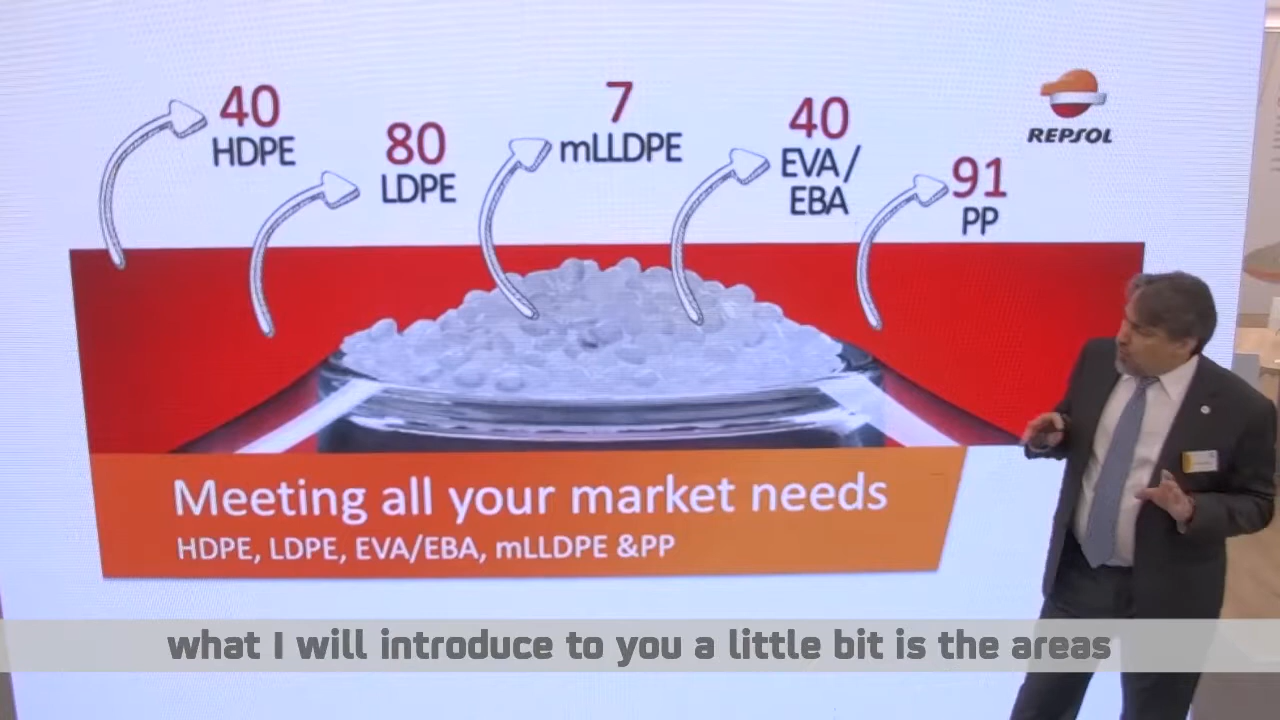 40
HDPE
80
LDPE
7
mLLDPE
40
EVA/
EBA
91
PP
REPSOL
Meeting all your market needs
HDPE, LDPE, EVA/EBA, mLLDPE &PP
what I will introduce to you a little bit is the areas